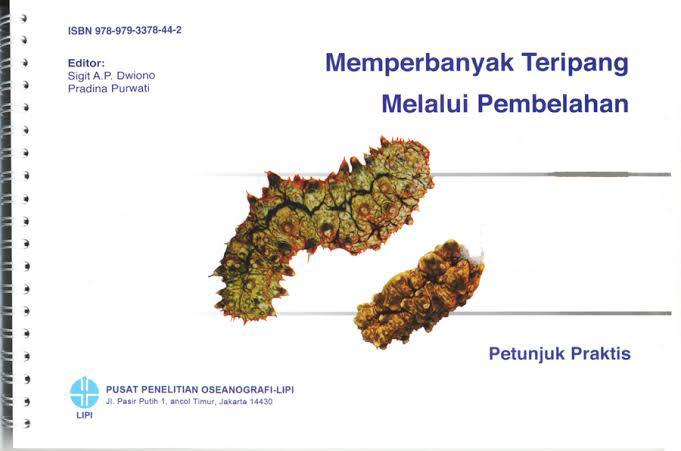 ISBN 978-979-3378-44-2
Editor:
Sigit A.P. Dwiono
Pradina Purwati
Memperbanyak Teripang
Melalui Pembelahan
Petunjuk Praktis
PUSAT PENELITIAN OSEANOGRAFI-LIPI
Jl. Pasir Putih 1, ancol Timur, Jakarta 14430
LIPI